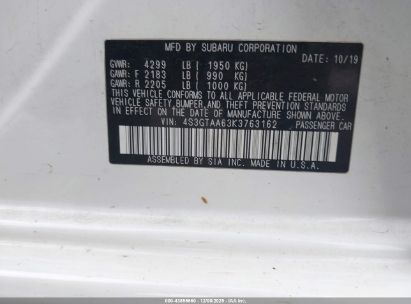 MFD BY SUBARU CORPORATION
GVWR: 4299 LB ( 1950 KG) DATE: 10/19
GAWR: F 2183 LB ( 990 KG)
GAWR: R 2205 LB ( 1000 KG)
THIS VEHICLE CONFORMS TO ALL APPLICABLE FEDERAL MOTOR
VEHICLE SAFETY, BUMPER, AND THEFT PREVENTION STANDARDS
IN EFFECT ON THE DATE OF MANUFACTURE SHOWN ABOVE.
VIN: 4S3GTAA63K3763162 PASSENGER CAR
ASSEMBLED BY SIA INC. MADE IN U.S.A.